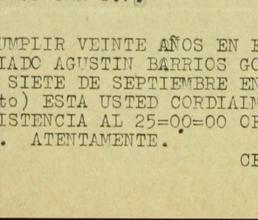 UMPLIR VEINTE AÑOS EN E
IADO AGUSTIN BARRIOS GO
SIETE DE SEPTIEMBRE EN
to) ESTA USTED CORDIALM
ISTENCIA AL 25=00=00 OF
ATENTAMENTE.
CE